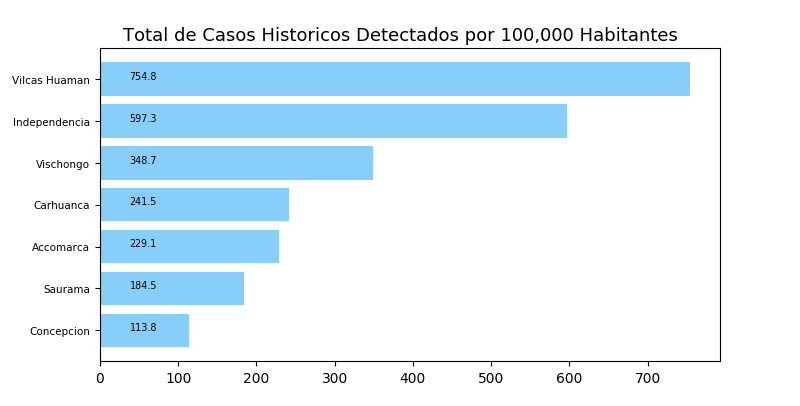 Total de Casos Historicos Detectados por 100,000 Habitantes
Vilcas Huaman 754.8
Independencia 597.3
Vischongo 348.7
Carhuanca 241.5
Accomarca 229.1
Saurama 184.5
Concepcion 113.8
0 100 200 300 400 500 600 700